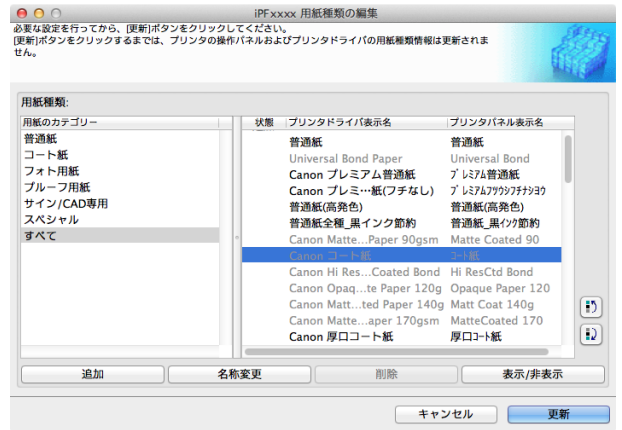 iPFxxxx 用紙種類の編集
必要な設定を行ってから、[更新]ボタンをクリックしてください。
[更新]ボタンをクリックするまでは、プリンタの操作パネルおよびプリンタドライバの用紙種類情報は更新されま
せん。
用紙種類:
用紙のカテゴリー
普通紙
コート紙
フォト用紙
プルーフ用紙
サイン/CAD専用
スペシャル
すべて
状態 プリンタドライバ表示名 プリンタパネル表示名
普通紙 普通紙
Universal Bond Paper Universal Bond
Canon プレミアム普通紙 プレミアム普通紙
Canon プレミ…紙(フチなし) プレミアムフツウシフチナシヨウ
普通紙(高発色) 普通紙(高発色)
普通紙全種_黒インク節約 普通紙_黒インク節約
Canon Matte...Paper 90gsm Matte Coated 90
Canon コート紙 コート紙
Canon Hi Res...Coated Bond Hi ResCtd Bond
Canon Opaq...te Paper 120g Opaque Paper 120
Canon Matt...ted Paper 140g Matt Coat 140g
Canon Matte...aper 170gsm MatteCoated 170
Canon 厚口コート紙 厚口コート紙
追加 名称変更 削除 表示/非表示
キャンセル 更新